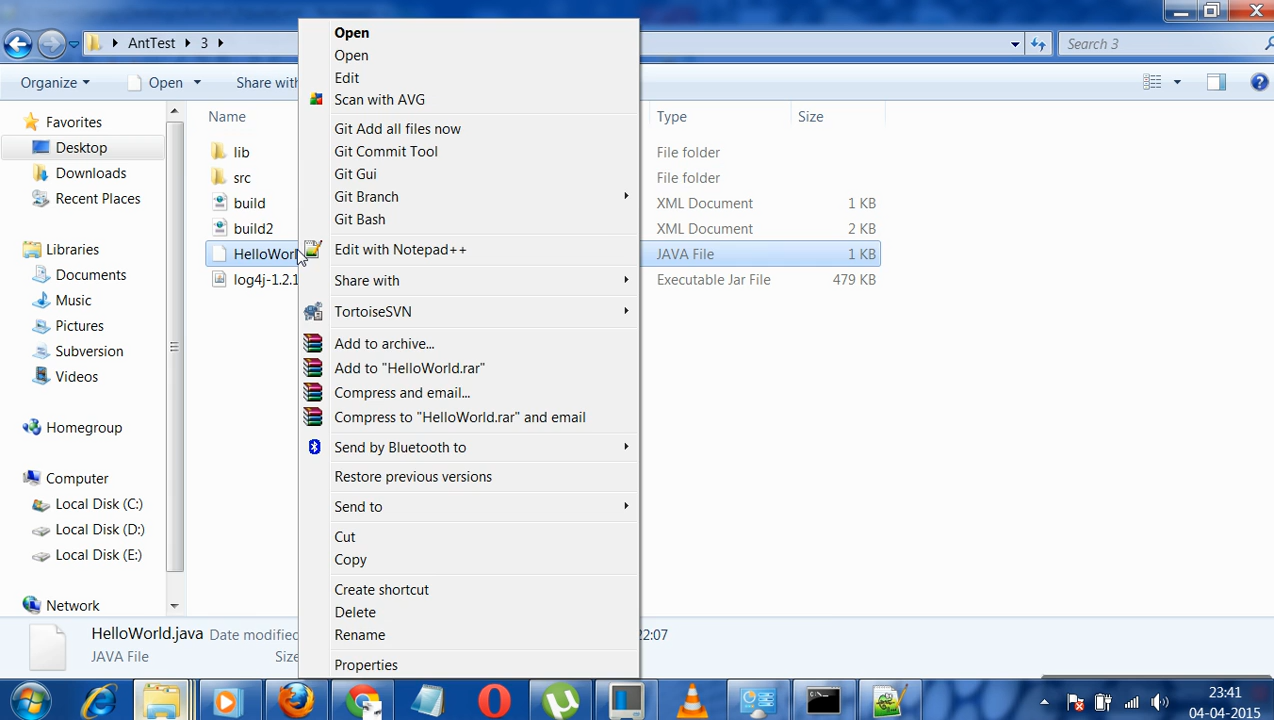 AntTest 3
Search 3
Organize Open Share with
Name Type Size
Favorites
Desktop
Downloads
Recent Places
Libraries
Documents
Music
Pictures
Subversion
Videos
Homegroup
Computer
Local Disk (C:)
Local Disk (D:)
Local Disk (E:)
Network
lib File folder
src File folder
build XML Document 1 KB
build2 XML Document 2 KB
HelloWorl JAVA File 1 KB
log4j-1.2.1 Executable Jar File 479 KB
Open
Open
Edit
Scan with AVG
Git Add all files now
Git Commit Tool
Git Gui
Git Branch
Git Bash
Edit with Notepad++
Share with
TortoiseSVN
Add to archive...
Add to "HelloWorld.rar"
Compress and email...
Compress to "HelloWorld.rar" and email
Send by Bluetooth to
Restore previous versions
Send to
Cut
Copy
Create shortcut
Delete
Rename
Properties
HelloWorld.java Date modified 22:07
JAVA File Size
23:41
04-04-2015